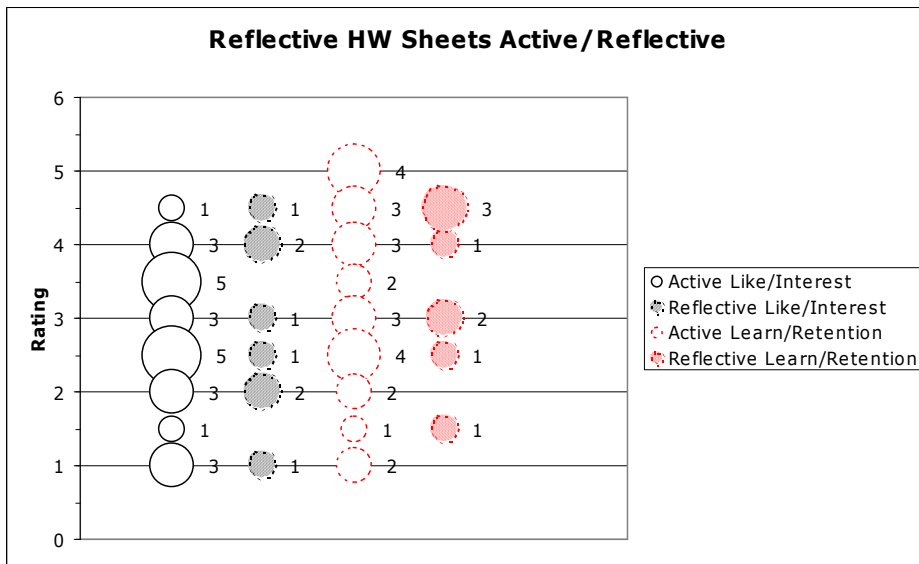 Reflective HW Sheets Active/Reflective
6
5
4
3
2
1
0
Rating
4
1 1 3 3
3 2 3 1
5 2
3 1 3 2
5 1 4 1
3 2 2
1 1 1
3 1 2
Active Like/Interest
Reflective Like/Interest
Active Learn/Retention
Reflective Learn/Retention